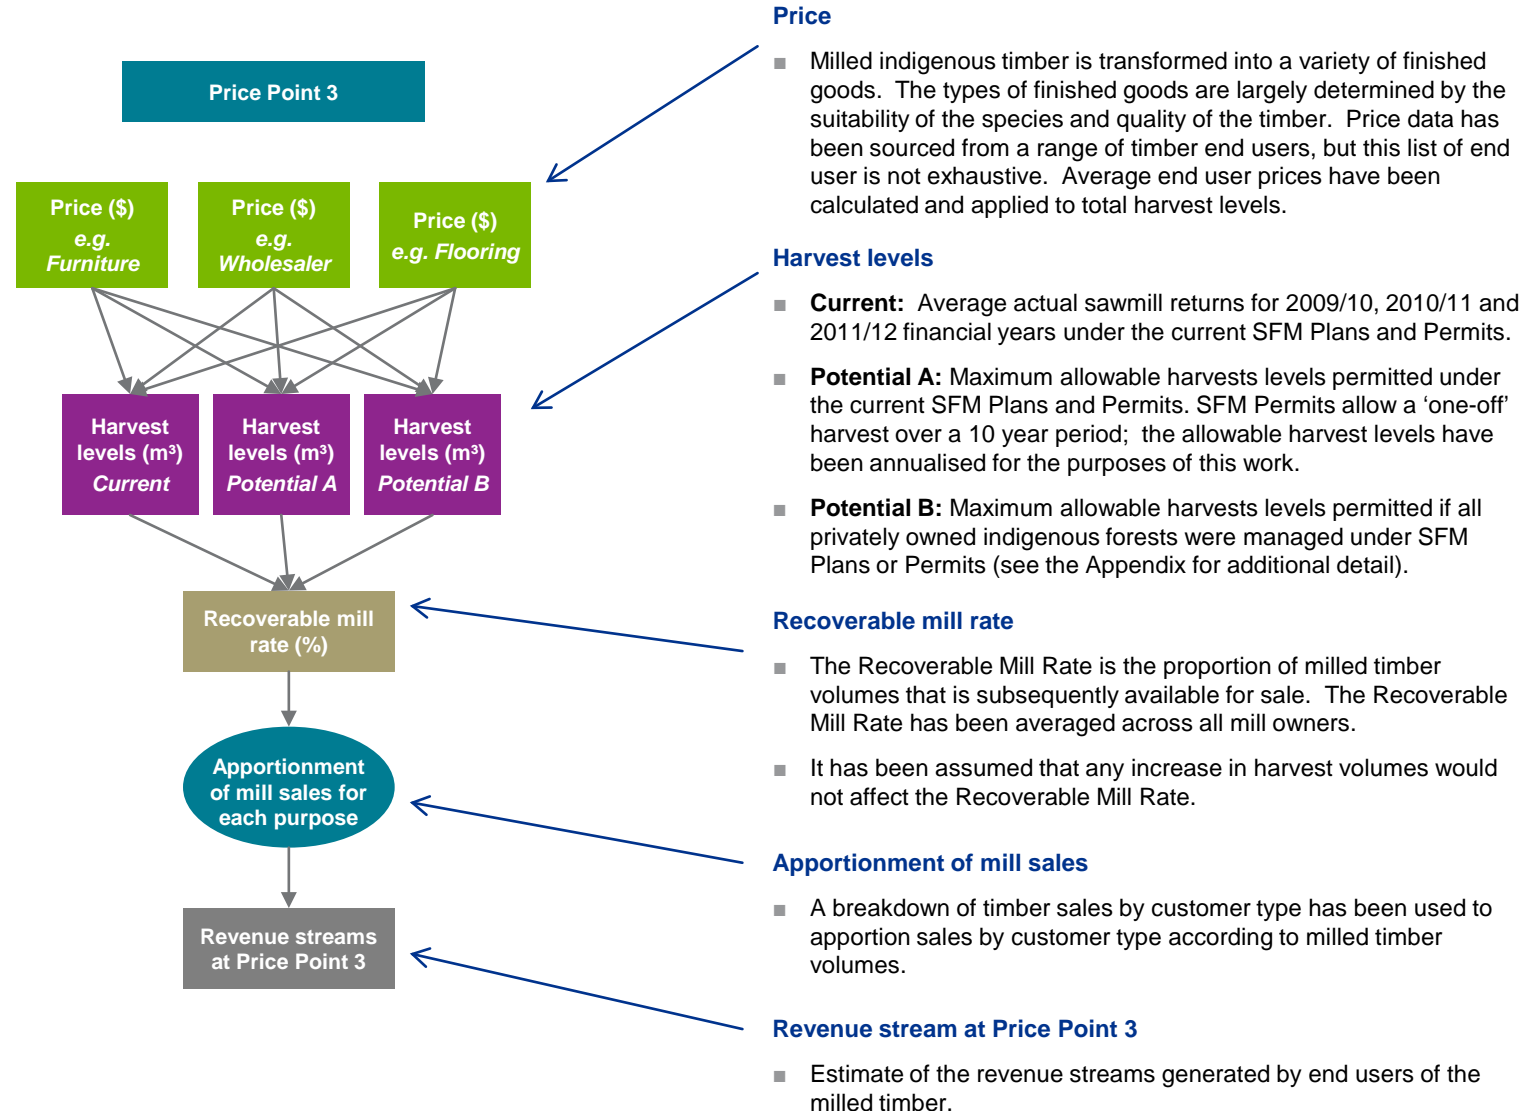 Price Point 3
Price ($)
e.g.
Furniture
Price ($)
e.g.
Wholesaler
Price ($)
e.g. Flooring
Harvest
levels (m³)
Current
Harvest
levels (m³)
Potential A
Harvest
levels (m³)
Potential B
Recoverable mill
rate (%)
Apportionment
of mill sales for
each purpose
Revenue streams
at Price Point 3
Price
■ Milled indigenous timber is transformed into a variety of finished
goods. The types of finished goods are largely determined by the
suitability of the species and quality of the timber. Price data has
been sourced from a range of timber end users, but this list of end
user is not exhaustive. Average end user prices have been
calculated and applied to total harvest levels.
Harvest levels
■ Current: Average actual sawmill returns for 2009/10, 2010/11 and
2011/12 financial years under the current SFM Plans and Permits.
■ Potential A: Maximum allowable harvests levels permitted under
the current SFM Plans and Permits. SFM Permits allow a ‘one-off’
harvest over a 10 year period; the allowable harvest levels have
been annualised for the purposes of this work.
■ Potential B: Maximum allowable harvests levels permitted if all
privately owned indigenous forests were managed under SFM
Plans or Permits (see the Appendix for additional detail).
Recoverable mill rate
■ The Recoverable Mill Rate is the proportion of milled timber
volumes that is subsequently available for sale. The Recoverable
Mill Rate has been averaged across all mill owners.
■ It has been assumed that any increase in harvest volumes would
not affect the Recoverable Mill Rate.
Apportionment of mill sales
■ A breakdown of timber sales by customer type has been used to
apportion sales by customer type according to milled timber
volumes.
Revenue stream at Price Point 3
■ Estimate of the revenue streams generated by end users of the
milled timber.